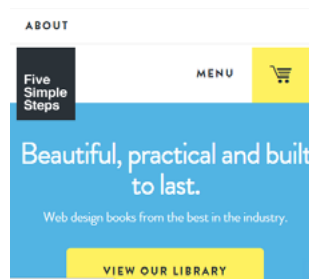 ABOUT
Five
Simple
Steps
MENU
Beautiful, practical and built
to last.
Web design books from the best in the industry.
VIEW OUR LIBRARY